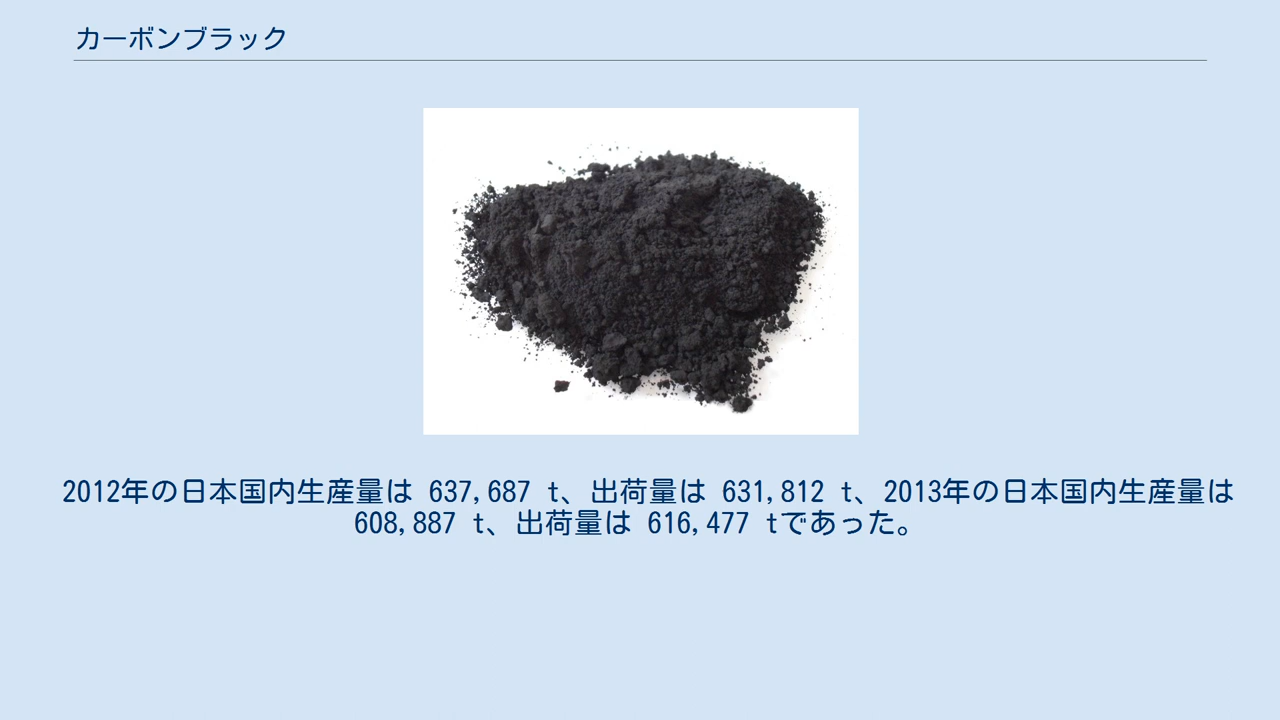 カーボンブラック
2012年の日本国内生産量は 637,687 t、出荷量は 631,812 t、2013年の日本国内生産量は
608,887 t、出荷量は 616,477 tであった。